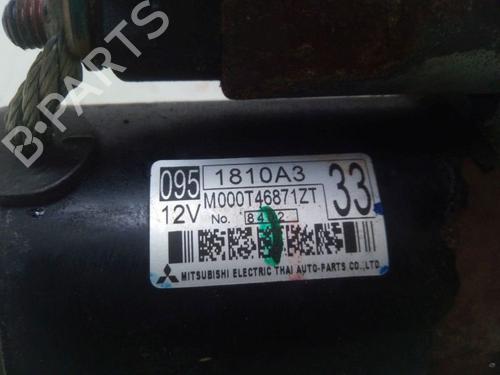 B-PARTS
095 1810A3
12V M000T46871ZT 33
No.
MITSUBISHI ELECTRIC THAI AUTO-PARTS CO.,LTD.